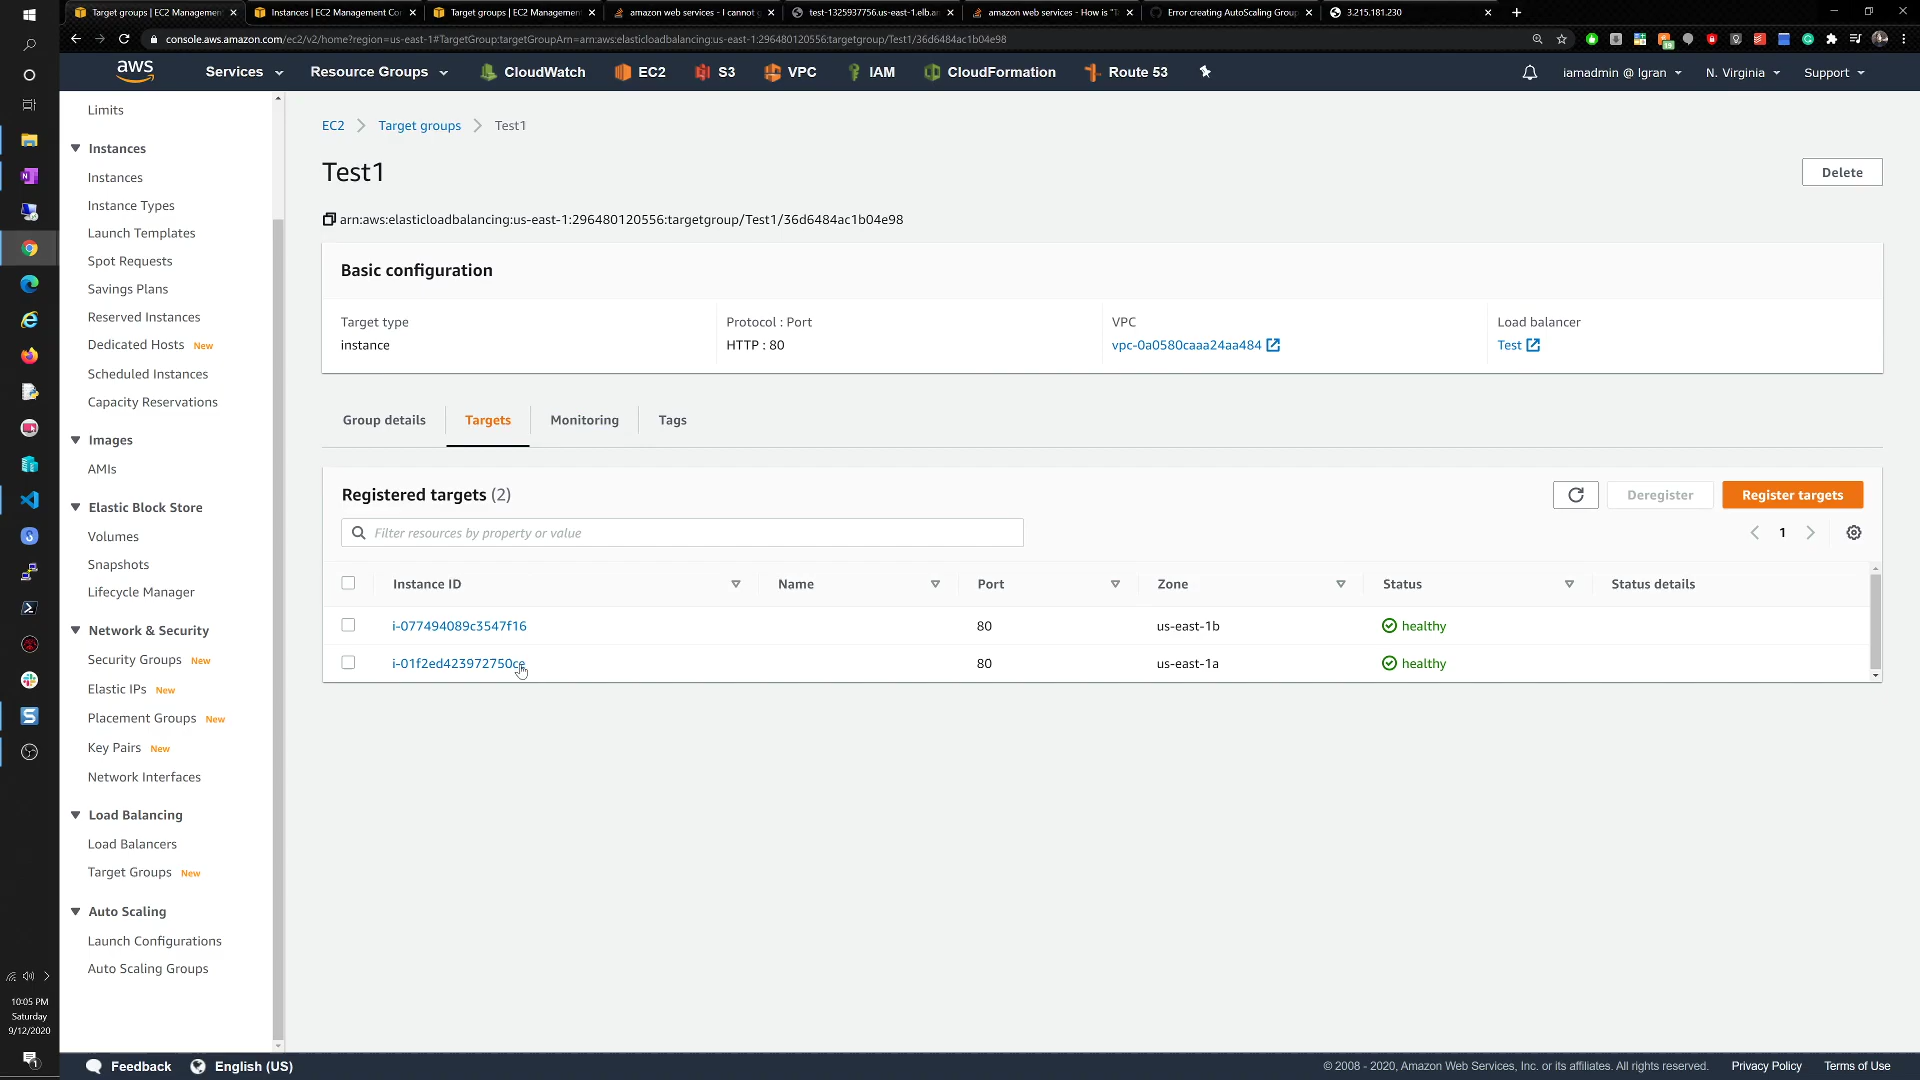 Target groups | EC2 Management
Instances | EC2 Management Co
Target groups | EC2 Management
amazon web services - I cannot g
test-1325937756.us-east-1.elb.a
amazon web services - How is "T
Error creating AutoScaling Group
3.215.181.230
console.aws.amazon.com/ec2/v2/home?region=us-east-1#TargetGroup:targetGroupArn=arn:aws:elasticloadbalancing:us-east-1:296480120556:targetgroup/Test1/36d6484ac1b04e98
aws
Services
Resource Groups
CloudWatch
EC2
S3
VPC
IAM
CloudFormation
Route 53
iamadmin @ Igran
N. Virginia
Support
Limits
Instances
Instances
Instance Types
Launch Templates
Spot Requests
Savings Plans
Reserved Instances
Dedicated Hosts New
Scheduled Instances
Capacity Reservations
Images
AMIs
Elastic Block Store
Volumes
Snapshots
Lifecycle Manager
Network & Security
Security Groups New
Elastic IPs New
Placement Groups New
Key Pairs New
Network Interfaces
Load Balancing
Load Balancers
Target Groups New
Auto Scaling
Launch Configurations
Auto Scaling Groups
EC2 > Target groups > Test1
Test1
Delete
arn:aws:elasticloadbalancing:us-east-1:296480120556:targetgroup/Test1/36d6484ac1b04e98
Basic configuration
Target type
instance
Protocol : Port
HTTP : 80
VPC
vpc-0a0580caaa24aa484
Load balancer
Test
Group details
Targets
Monitoring
Tags
Registered targets (2)
Deregister
Register targets
Filter resources by property or value
1
Instance ID Name Port Zone Status Status details
i-077494089c3547f16 80 us-east-1b healthy
i-01f2ed423972750ce 80 us-east-1a healthy
10:05 PM
Saturday
9/12/2020
Feedback
English (US)
© 2008 - 2020, Amazon Web Services, Inc. or its affiliates. All rights reserved.
Privacy Policy
Terms of Use